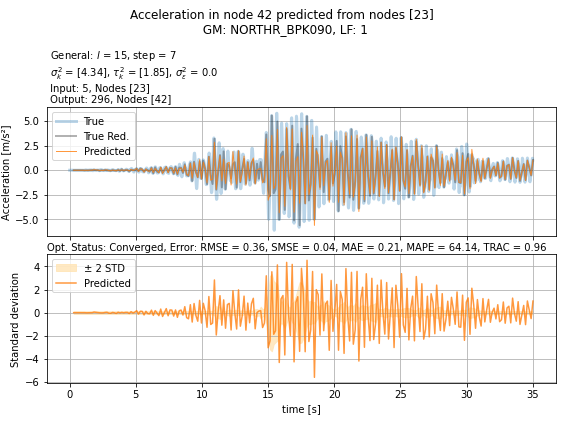 Acceleration in node 42 predicted from nodes [23]
GM: NORTHR_BPK090, LF: 1
General: l = 15, step = 7
σ²ₖ = [4.34], τ²ₖ = [1.85], σ²ε = 0.0
Input: 5, Nodes [23]
Output: 296, Nodes [42]
Acceleration [m/s²]
5.0
2.5
0.0
−2.5
−5.0
True
True Red.
Predicted
Opt. Status: Converged, Error: RMSE = 0.36, SMSE = 0.04, MAE = 0.21, MAPE = 64.14, TRAC = 0.96
Standard deviation
4
2
0
−2
−4
−6
± 2 STD
Predicted
0 5 10 15 20 25 30 35
time [s]